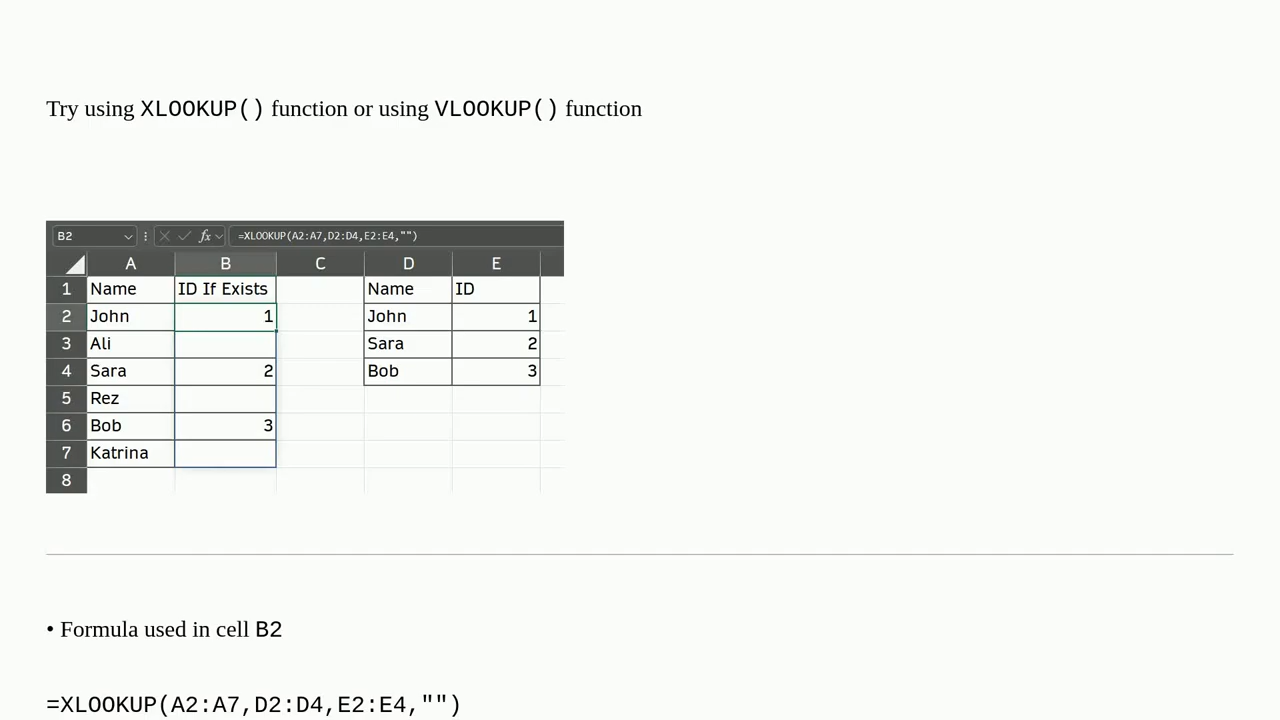 Try using XLOOKUP() function or using VLOOKUP() function
B2 fx =XLOOKUP(A2:A7,D2:D4,E2:E4,"")
A B C D E
1 Name ID If Exists Name ID
2 John 1 John 1
3 Ali Sara 2
4 Sara 2 Bob 3
5 Rez
6 Bob 3
7 Katrina
8
• Formula used in cell B2
=XLOOKUP(A2:A7,D2:D4,E2:E4,"")